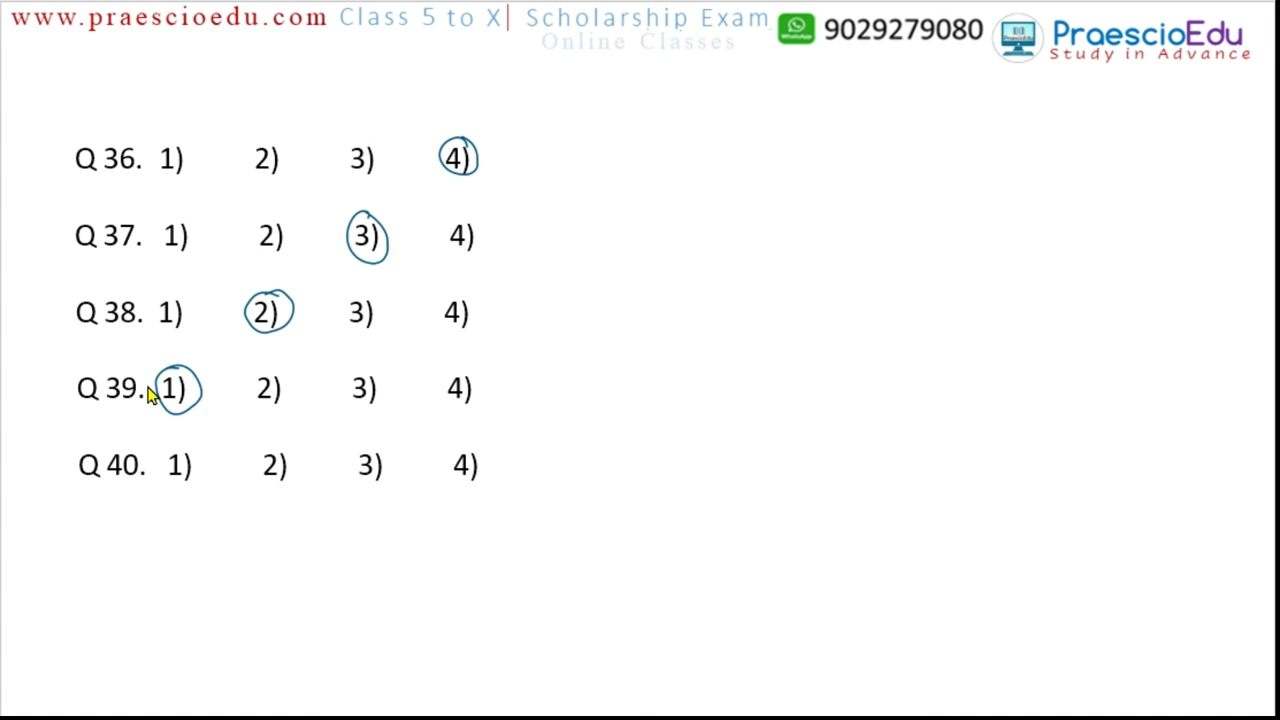 www.praescioedu.com Class 5 to X| Scholarship Exam
Online Classes
WhatsApp
9029279080
PraescioEdu
Study in Advance
Q 36. 1) 2) 3) 4)
Q 37. 1) 2) 3) 4)
Q 38. 1) 2) 3) 4)
Q 39. 1) 2) 3) 4)
Q 40. 1) 2) 3) 4)